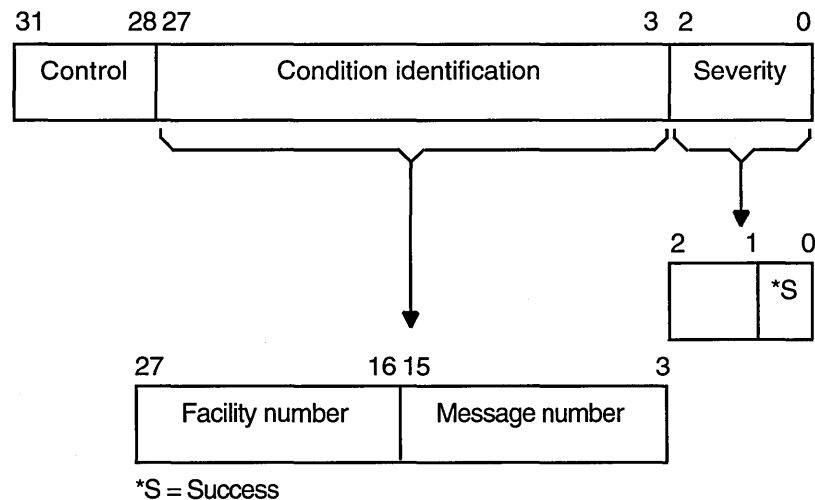 31 28 27 3 2 0
Control Condition identification Severity
2 1 0
*S
27 16 15 3
Facility number Message number
*S = Success